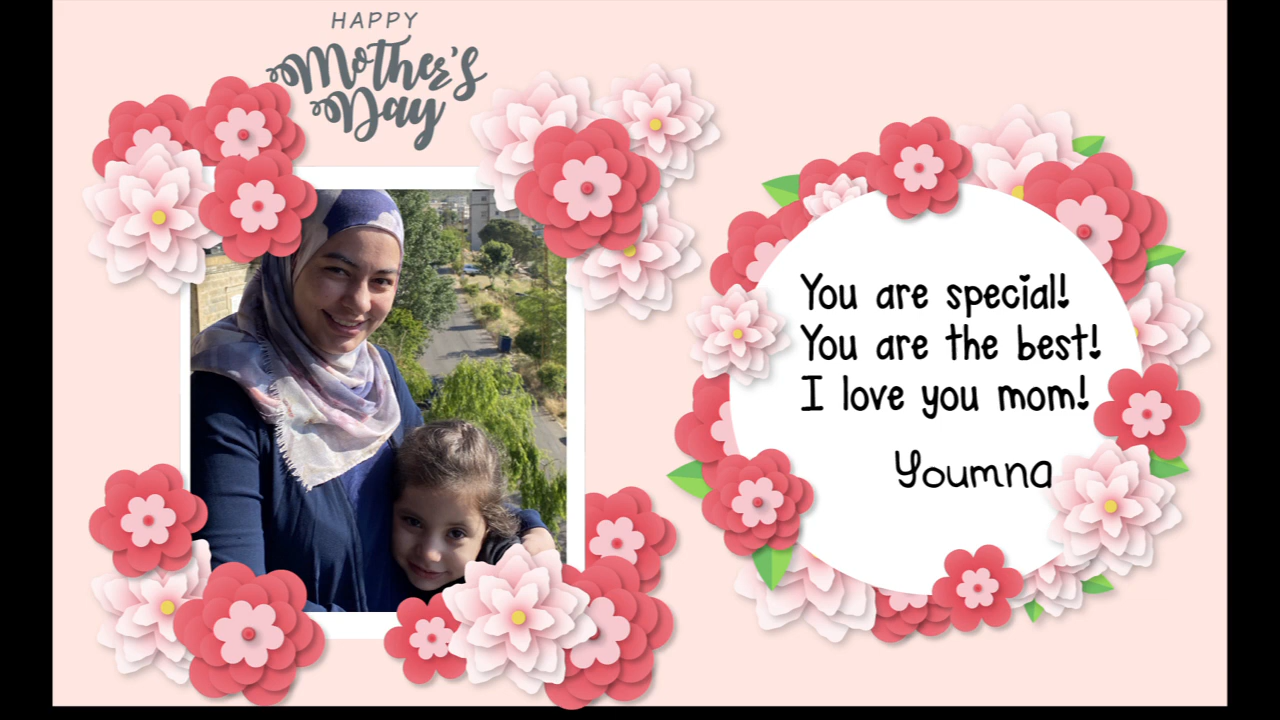 HAPPY
Mother's
Day
You are special!
You are the best!
I love you mom!
Youmna